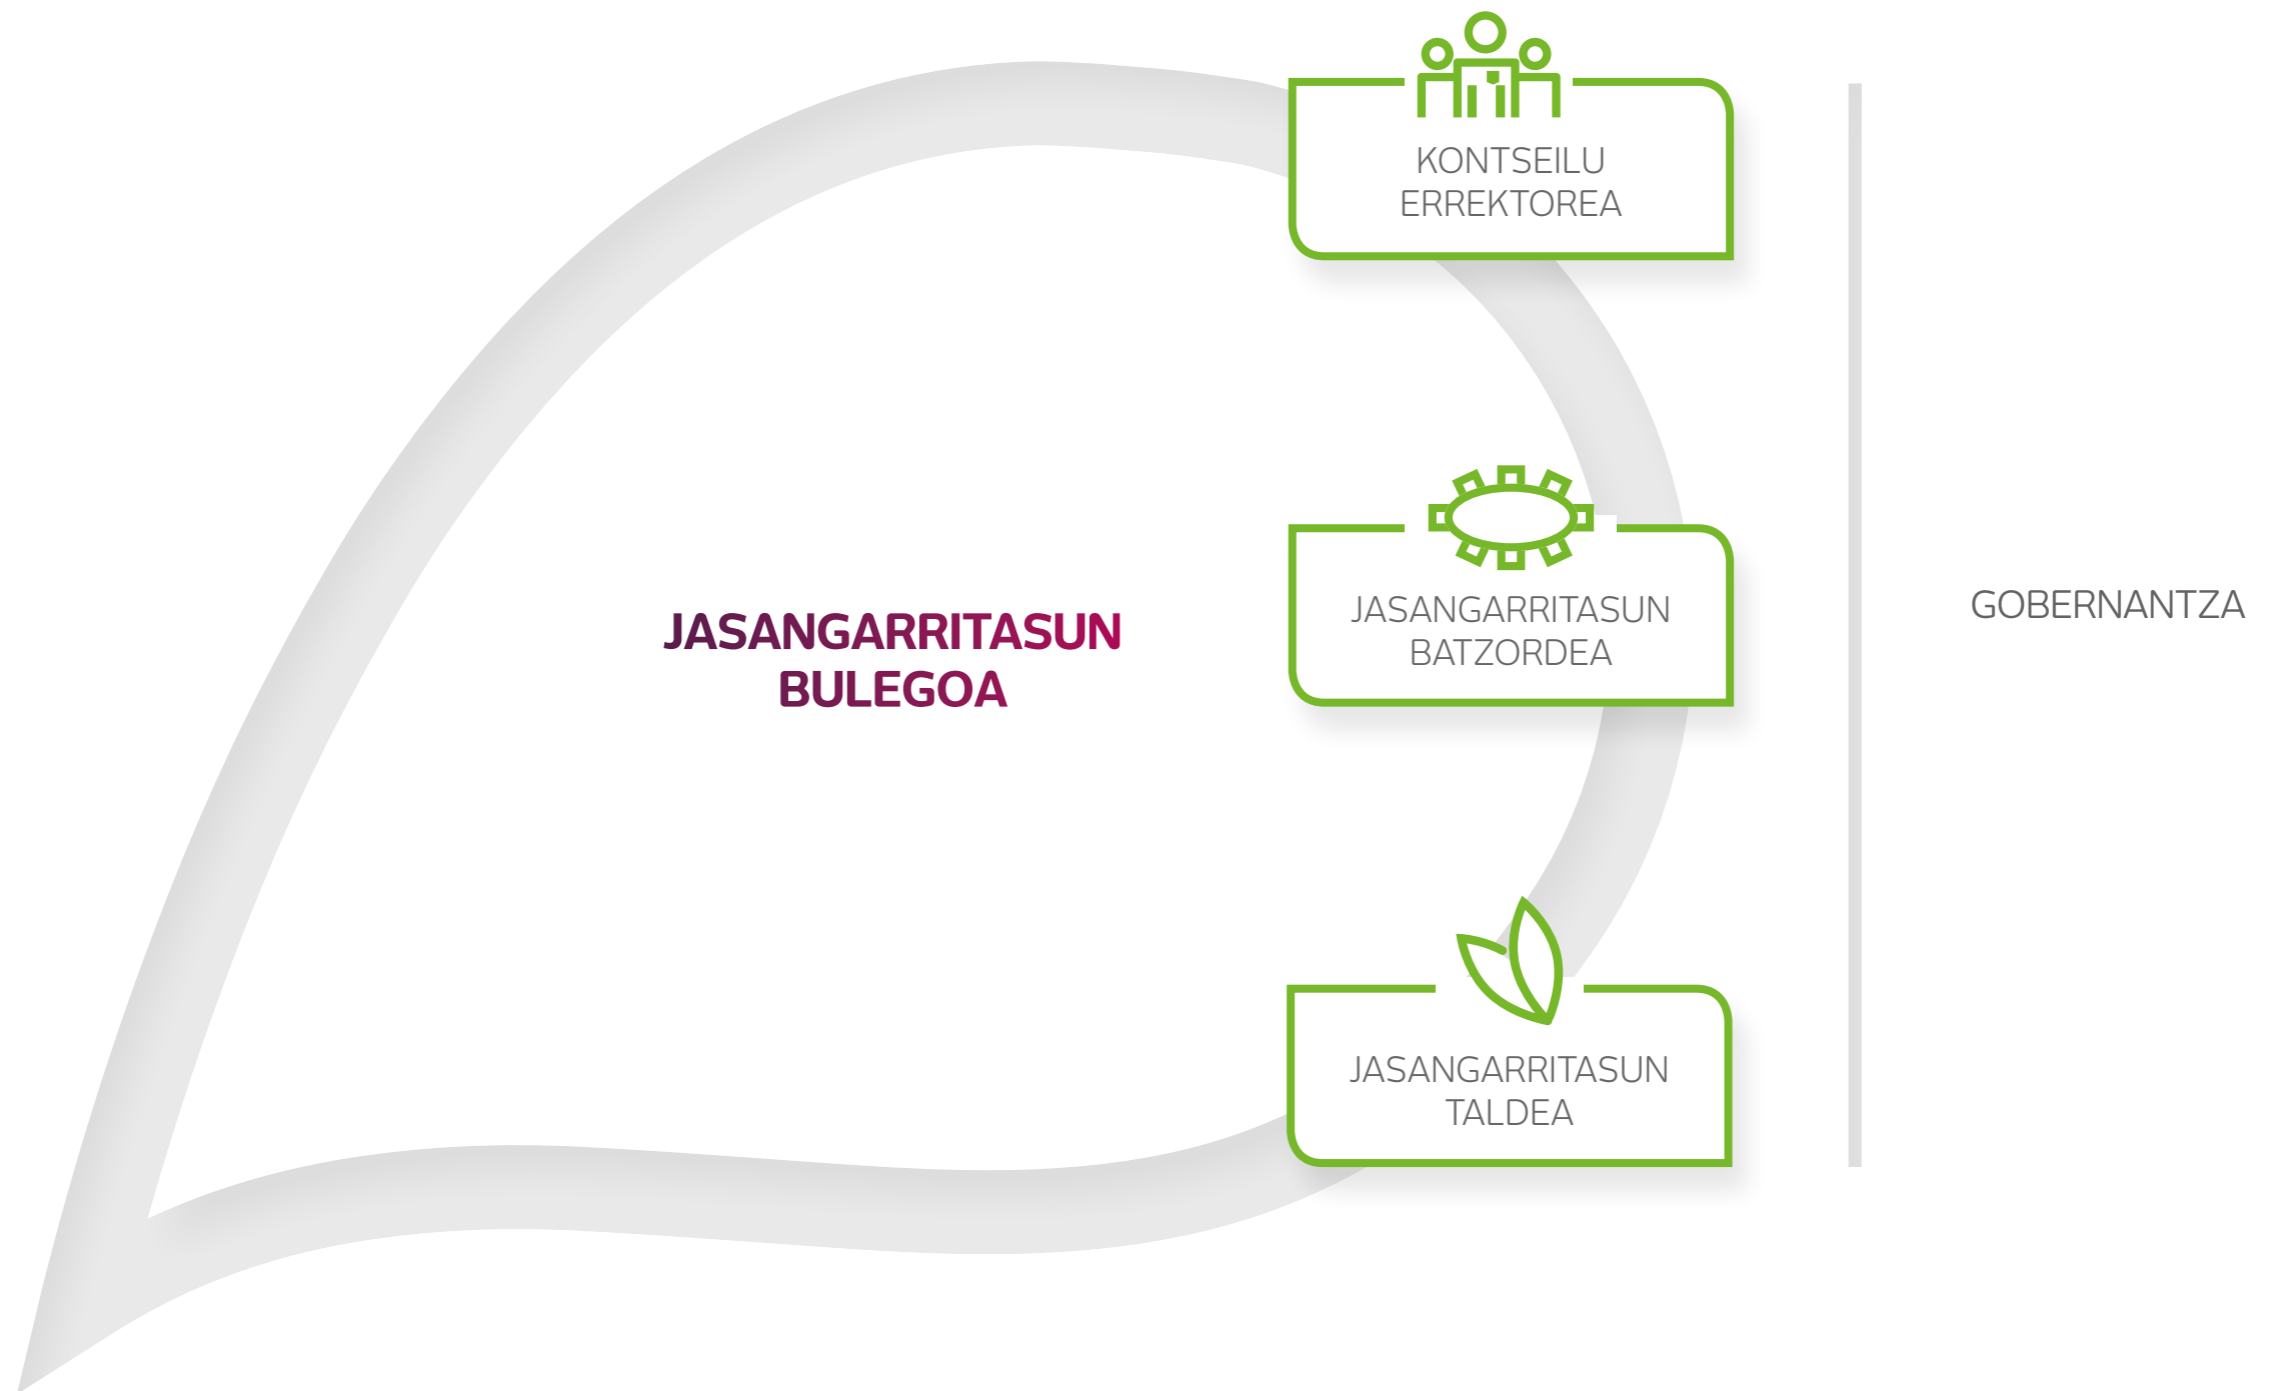 KONTSEILU
ERREKTOREA
JASANGARRITASUN
BULEGOA
JASANGARRITASUN
BATZORDEA
GOBERNANTZA
JASANGARRITASUN
TALDEA